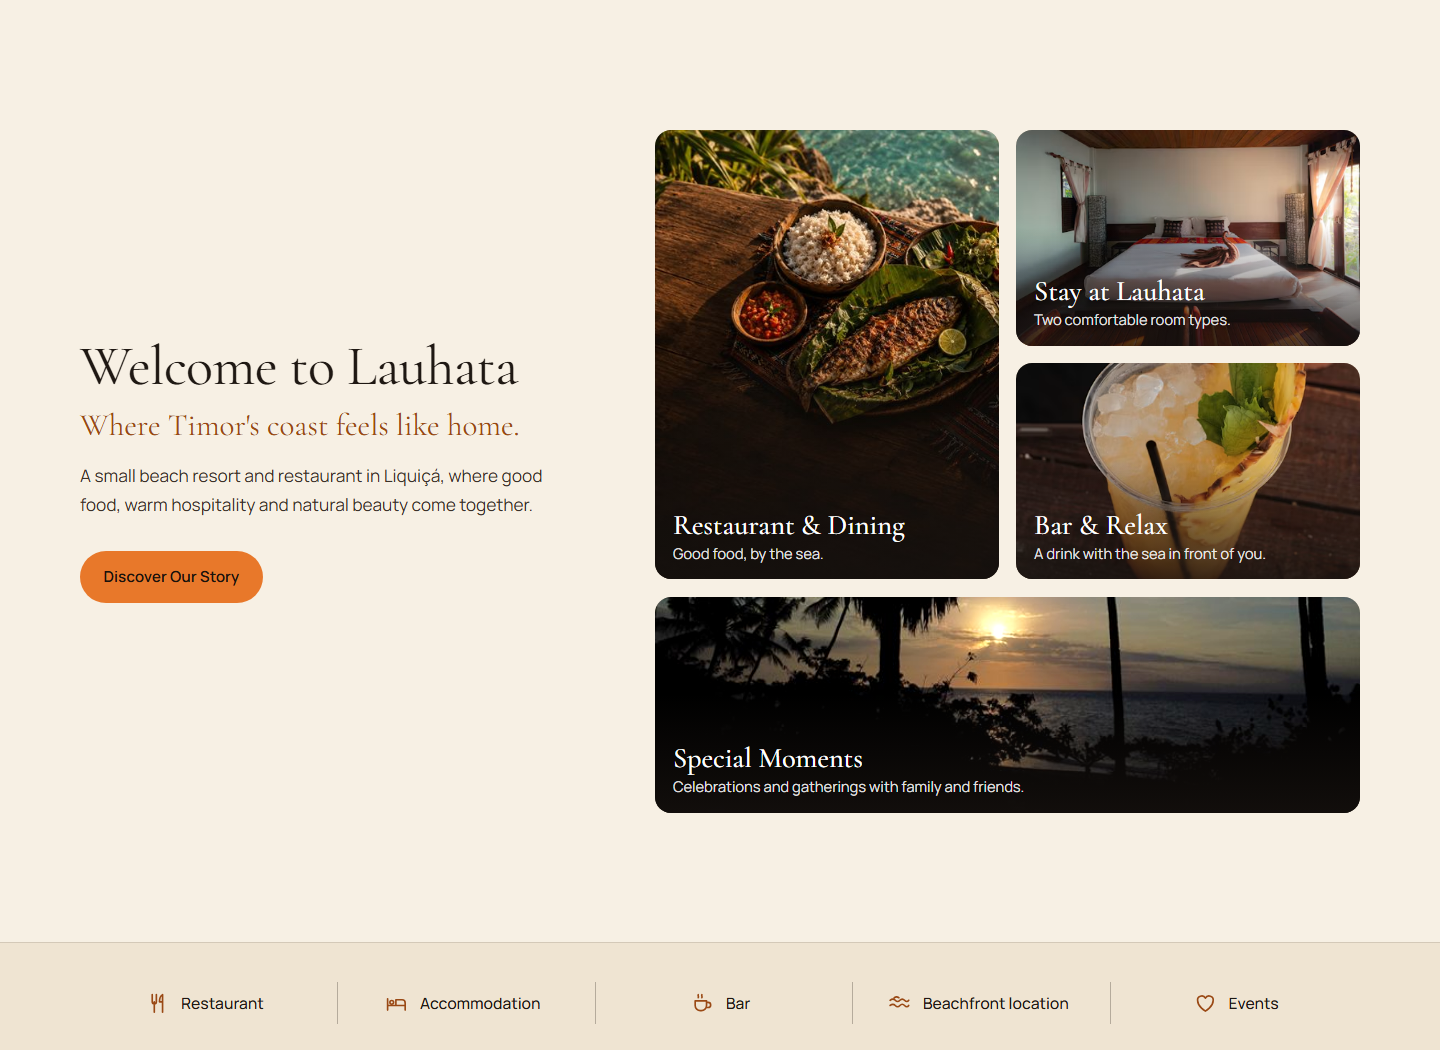 Welcome to Lauhata
Where Timor's coast feels like home.
A small beach resort and restaurant in Liquiçá, where good
food, warm hospitality and natural beauty come together.
Discover Our Story
Restaurant & Dining
Good food, by the sea.
Stay at Lauhata
Two comfortable room types.
Bar & Relax
A drink with the sea in front of you.
Special Moments
Celebrations and gatherings with family and friends.
Restaurant
Accommodation
Bar
Beachfront location
Events